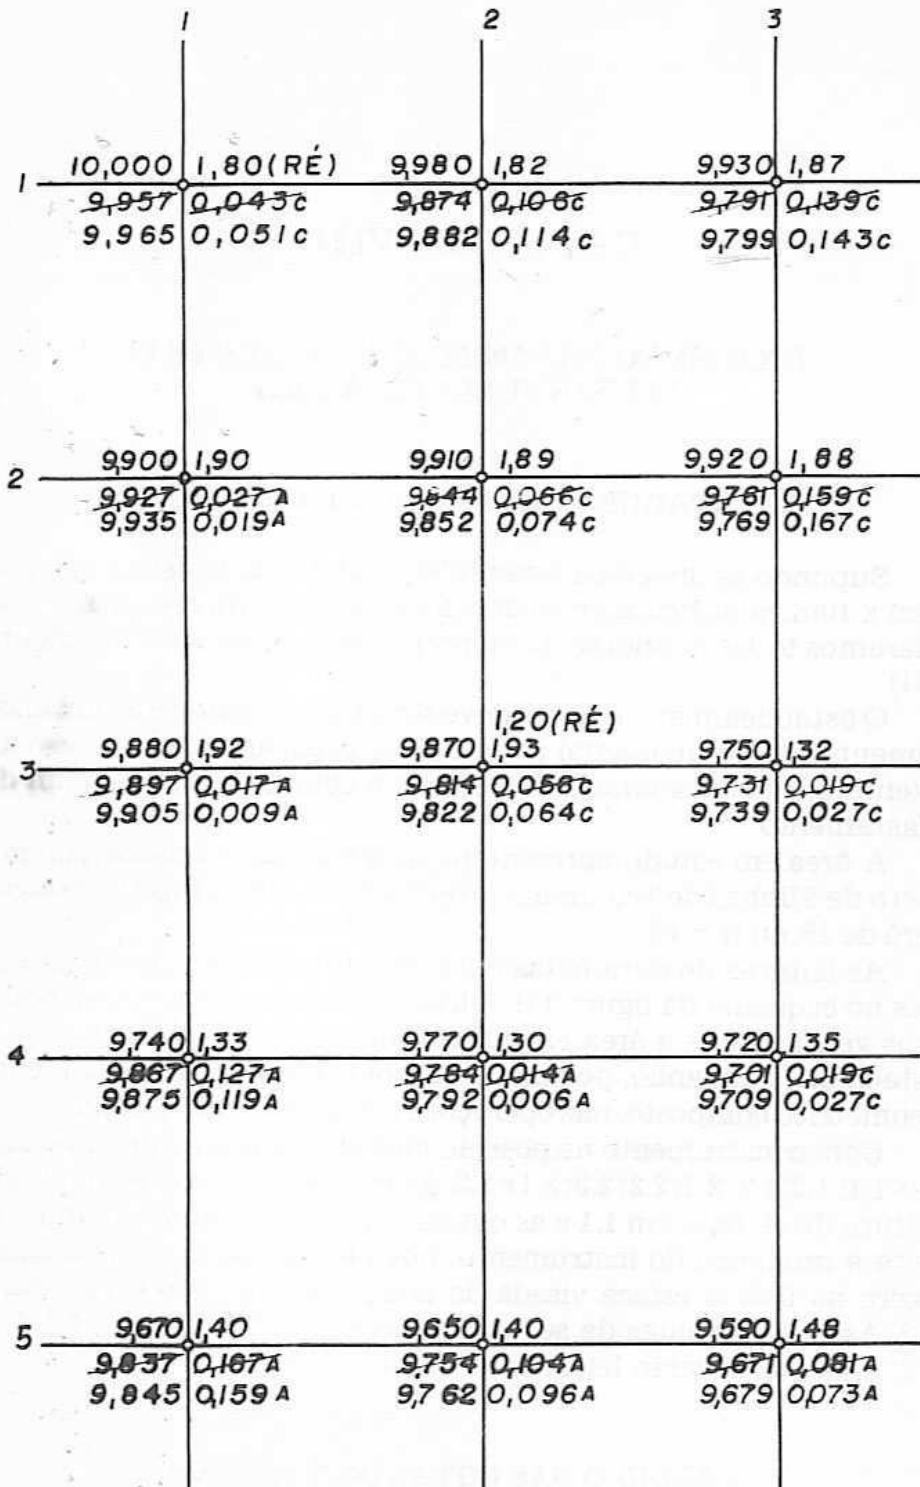 1 2 3
10,000 1,80(RÉ) 9,980 1,82 9,930 1,87
1
9,957 0,043c 9,874 0,106c 9,791 0,139c
9,965 0,051c 9,882 0,114c 9,799 0,143c
9,900 1,90 9,910 1,89 9,920 1,88
2
9,927 0,027A 9,844 0,066c 9,761 0,159c
9,935 0,019A 9,852 0,074c 9,769 0,167c
1,20(RÉ)
9,880 1,92 9,870 1,93 9,750 1,32
3
9,897 0,017A 9,814 0,056c 9,731 0,019c
9,905 0,009A 9,822 0,064c 9,739 0,027c
9,740 1,33 9,770 1,30 9,720 1,35
4
9,867 0,127A 9,784 0,014A 9,701 0,019c
9,875 0,119A 9,792 0,006A 9,709 0,027c
9,670 1,40 9,650 1,40 9,590 1,48
5
9,837 0,167A 9,754 0,104A 9,671 0,081A
9,845 0,159A 9,762 0,096A 9,679 0,073A